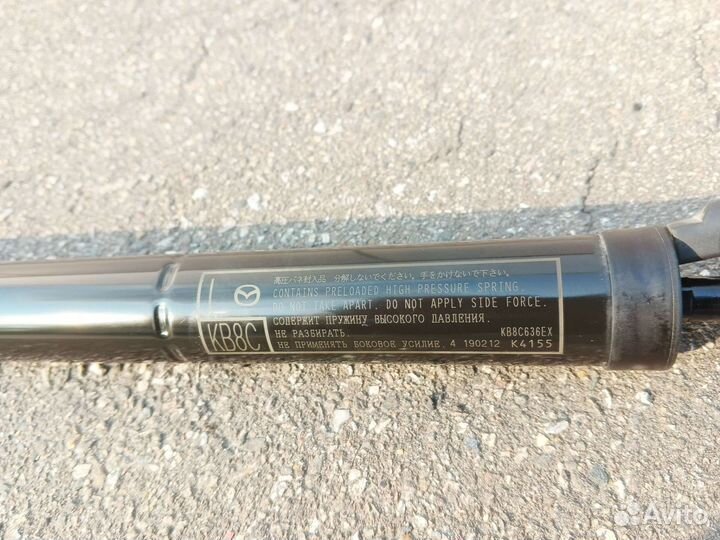 高圧バネ封入品 分解しないでください。手をかけないで下さい。
CONTAINS PRELOADED HIGH PRESSURE SPRING.
DO NOT TAKE APART. DO NOT APPLY SIDE FORCE.
СОДЕРЖИТ ПРУЖИНУ ВЫСОКОГО ДАВЛЕНИЯ.
НЕ РАЗБИРАТЬ. KB8C636EX
НЕ ПРИМЕНЯТЬ БОКОВОЕ УСИЛИЕ. 4 190212 K4155
KB8C
Avito